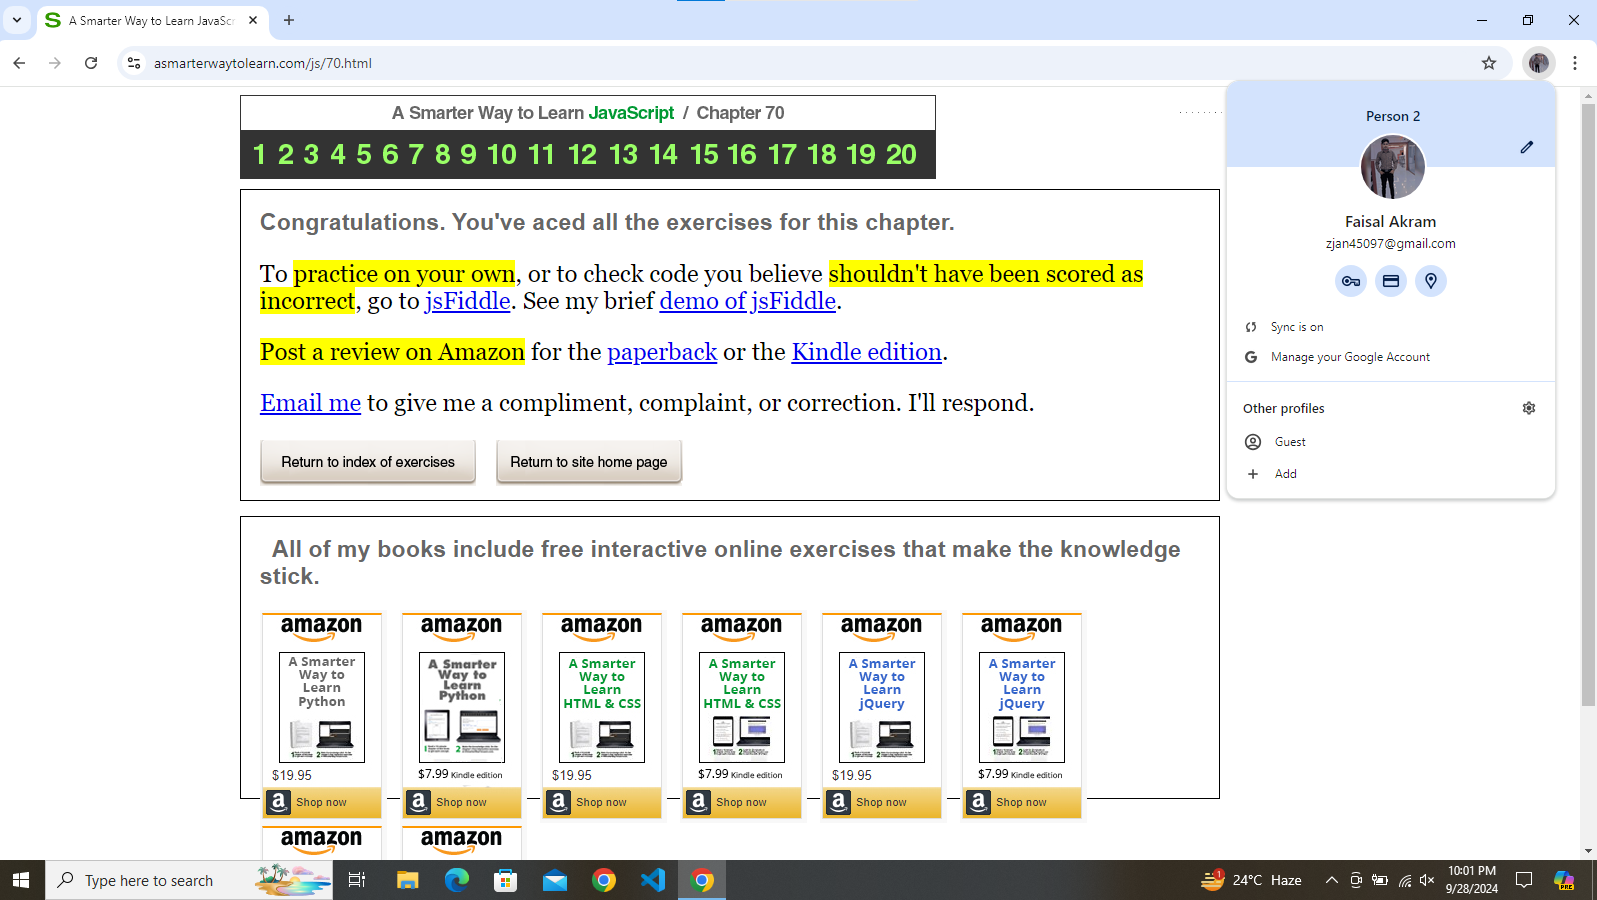 A Smarter Way to Learn JavaScr
asmarterwaytolearn.com/js/70.html
A Smarter Way to Learn JavaScript / Chapter 70
1 2 3 4 5 6 7 8 9 10 11 12 13 14 15 16 17 18 19 20
Congratulations. You've aced all the exercises for this chapter.
To practice on your own, or to check code you believe shouldn't have been scored as
incorrect, go to jsFiddle. See my brief demo of jsFiddle.
Post a review on Amazon for the paperback or the Kindle edition.
Email me to give me a compliment, complaint, or correction. I'll respond.
Return to index of exercises
Return to site home page
Person 2
Faisal Akram
zjan45097@gmail.com
Sync is on
Manage your Google Account
Other profiles
Guest
Add
All of my books include free interactive online exercises that make the knowledge
stick.
amazon
A Smarter
Way to
Learn
Python
$19.95
Shop now
amazon
A Smarter
Way to
Learn
Python
$7.99 Kindle edition
Shop now
amazon
A Smarter
Way to
Learn
HTML & CSS
$19.95
Shop now
amazon
A Smarter
Way to
Learn
HTML & CSS
$7.99 Kindle edition
Shop now
amazon
A Smarter
Way to
Learn
jQuery
$19.95
Shop now
amazon
A Smarter
Way to
Learn
jQuery
$7.99 Kindle edition
Shop now
amazon
amazon
Type here to search
1
24°C Haze
10:01 PM
9/28/2024
PRE